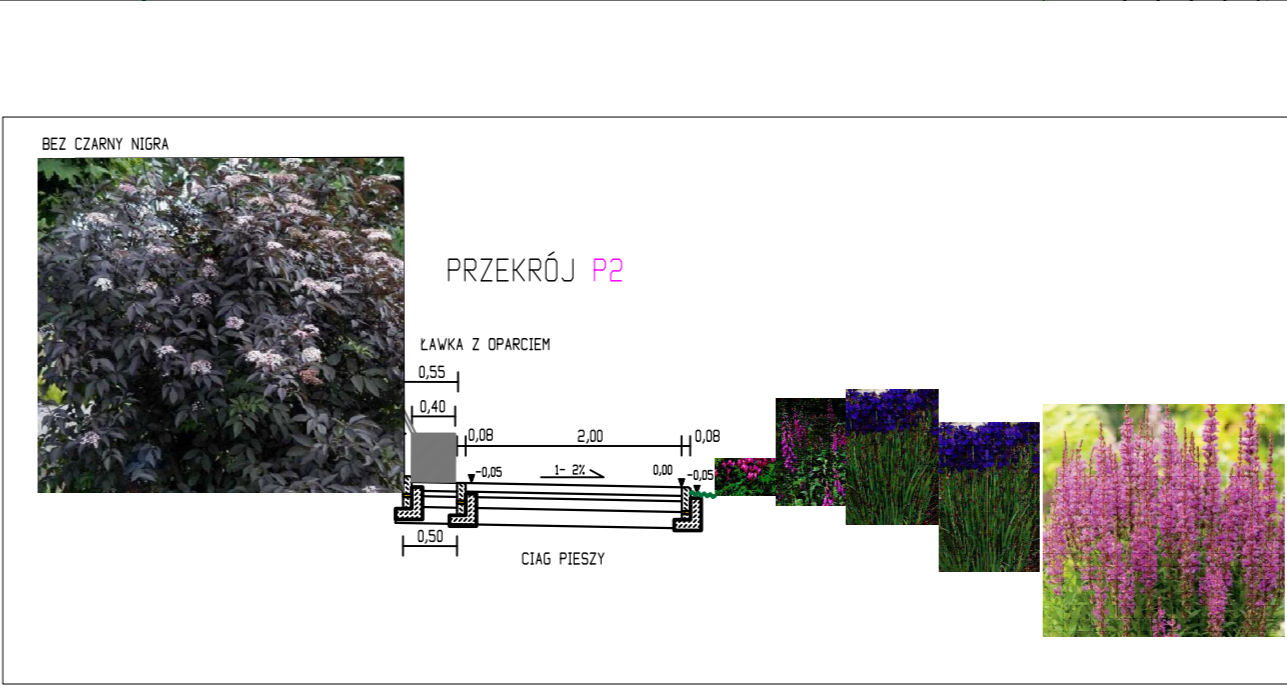 BEZ CZARNY NIGRA
PRZEKRÓJ P2
ŁAWKA Z OPARCIEM
0,55
0,40
0,08 2,00 0,08
-0,05 1- 2% 0,00 -0,05
0,50
CIAG PIESZY